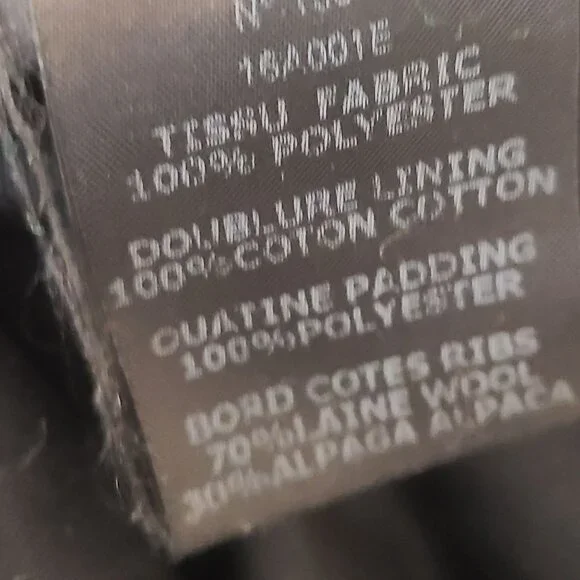 16A001E
TISSU FABRIC
100% POLYESTER
DOUBLURE LINING
100%COTON COTTON
OUATINE PADDING
100%POLYESTER
BORD COTES RIBS
70%LAINE WOOL
30%ALPAGA ALPACA